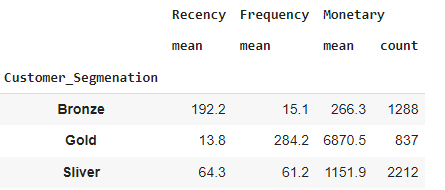 Recency Frequency Monetary
mean mean mean count
Customer_Segmenation
Bronze 192.2 15.1 266.3 1288
Gold 13.8 284.2 6870.5 837
Sliver 64.3 61.2 1151.9 2212